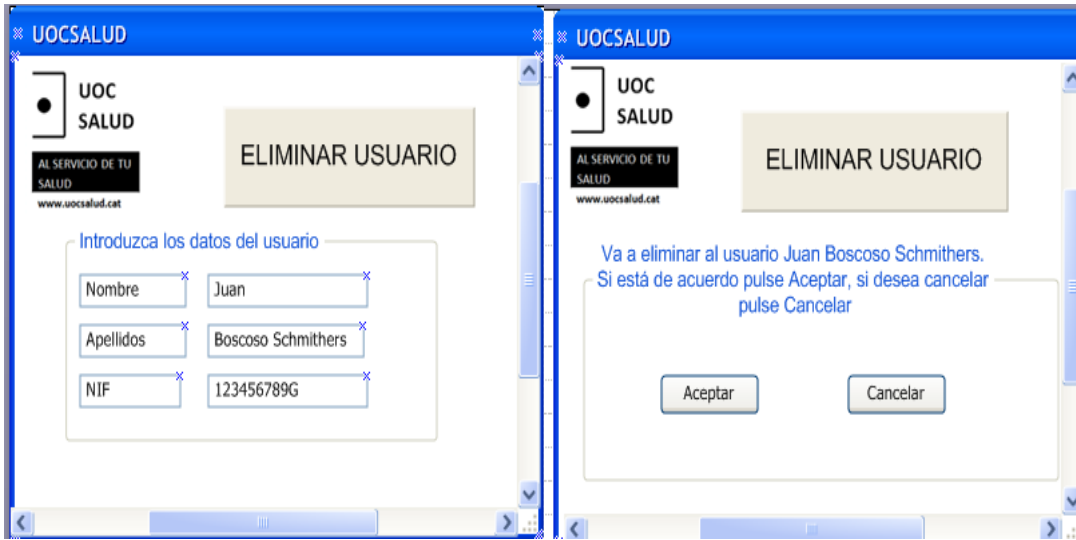 UOCSALUD
UOC
SALUD
AL SERVICIO DE TU
SALUD
www.uocsalud.cat
ELIMINAR USUARIO
Introduzca los datos del usuario
Nombre
Juan
Apellidos
Boscoso Schmithers
NIF
123456789G
UOCSALUD
UOC
SALUD
AL SERVICIO DE TU
SALUD
www.uocsalud.cat
ELIMINAR USUARIO
Va a eliminar al usuario Juan Boscoso Schmithers.
Si está de acuerdo pulse Aceptar, si desea cancelar
pulse Cancelar
Aceptar
Cancelar